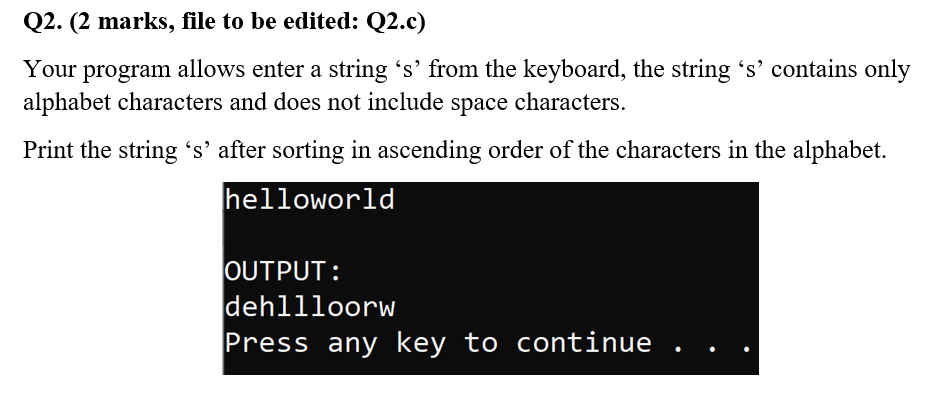 Q2. (2 marks, file to be edited: Q2.c)
Your program allows enter a string ‘s’ from the keyboard, the string ‘s’ contains only
alphabet characters and does not include space characters.
Print the string ‘s’ after sorting in ascending order of the characters in the alphabet.
helloworld
OUTPUT:
dehllloorw
Press any key to continue . . .